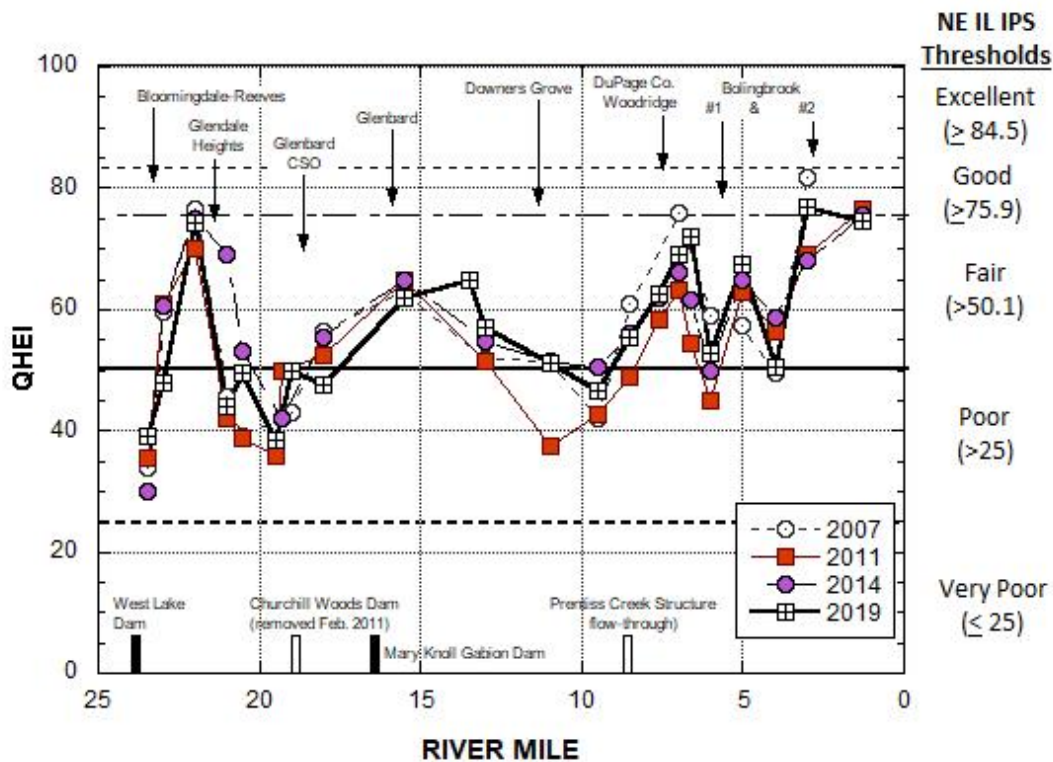 NE IL IPS
Thresholds
Excellent
(≥ 84.5)
Good
(≥75.9)
Fair
(>50.1)
Poor
(>25)
Very Poor
(≤ 25)
100
80
60
40
20
0
QHEI
Bloomingdale-Reeves
Glendale
Heights
Glenbard
CSO
Glenbard
Downers Grove
DuPage Co.
Woodridge
Bolingbrook
#1 & #2
2007
2011
2014
2019
West Lake
Dam
Churchill Woods Dam
(removed Feb. 2011)
Mary Knoll Gabion Dam
Prentiss Creek Structure
flow-through)
25 20 15 10 5 0
RIVER MILE